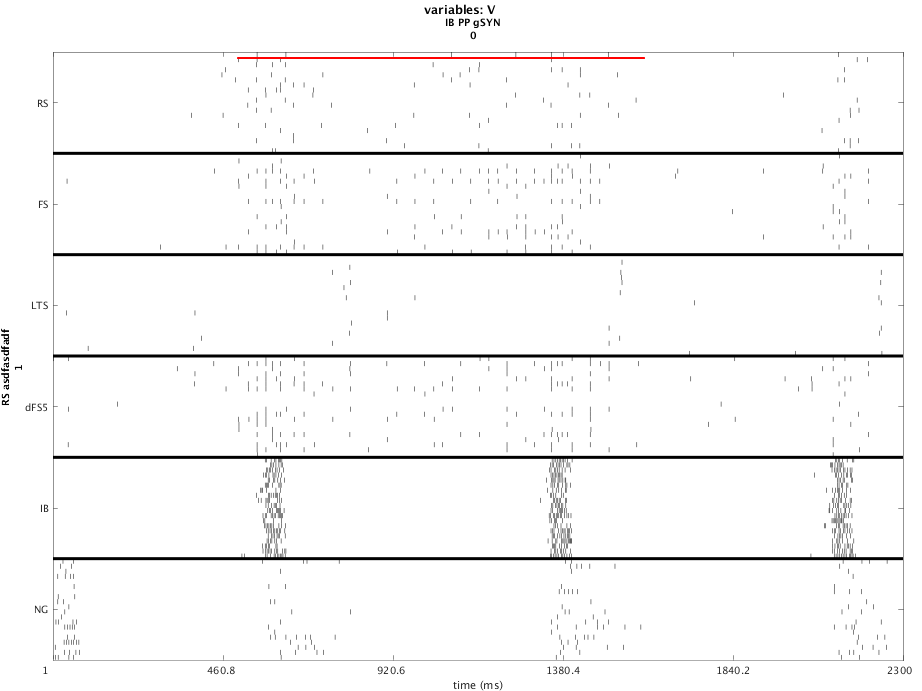 variables: V
IB PP gSYN
0
RS
FS
LTS
dFS5
IB
NG
RS asdfasdfadf
1
1 460.8 920.6 1380.4 1840.2 2300
time (ms)